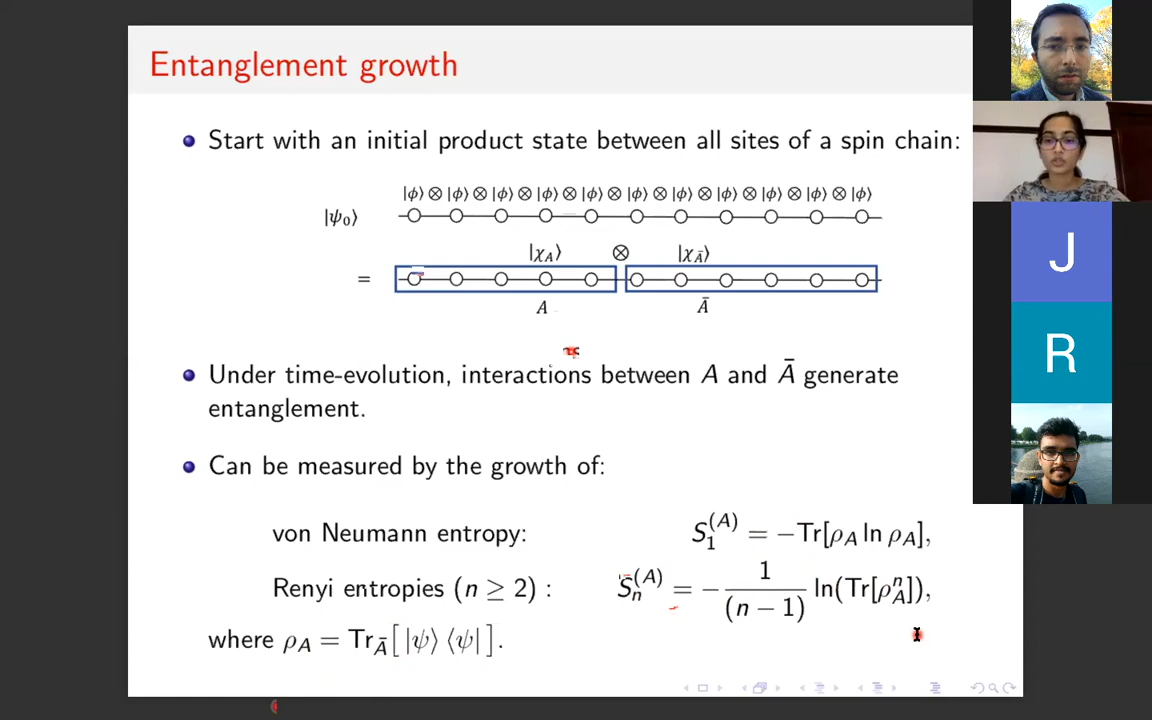 Entanglement growth
Start with an initial product state between all sites of a spin chain:
|ϕ⟩ ⊗ |ϕ⟩ ⊗ |ϕ⟩ ⊗ |ϕ⟩ ⊗ |ϕ⟩ ⊗ |ϕ⟩ ⊗ |ϕ⟩ ⊗ |ϕ⟩ ⊗ |ϕ⟩ ⊗ |ϕ⟩ ⊗ |ϕ⟩
|ψ₀⟩
|χ_A⟩ ⊗ |χ_Ā⟩
=
A Ā
Under time-evolution, interactions between A and Ā generate
entanglement.
Can be measured by the growth of:
von Neumann entropy: S₁^(A) = −Tr[ρ_A ln ρ_A],
Renyi entropies (n ≥ 2) : S_n^(A) = − 1/(n − 1) ln(Tr[ρ_A^n]),
where ρ_A = Tr_Ā[ |ψ⟩ ⟨ψ| ].
J
R